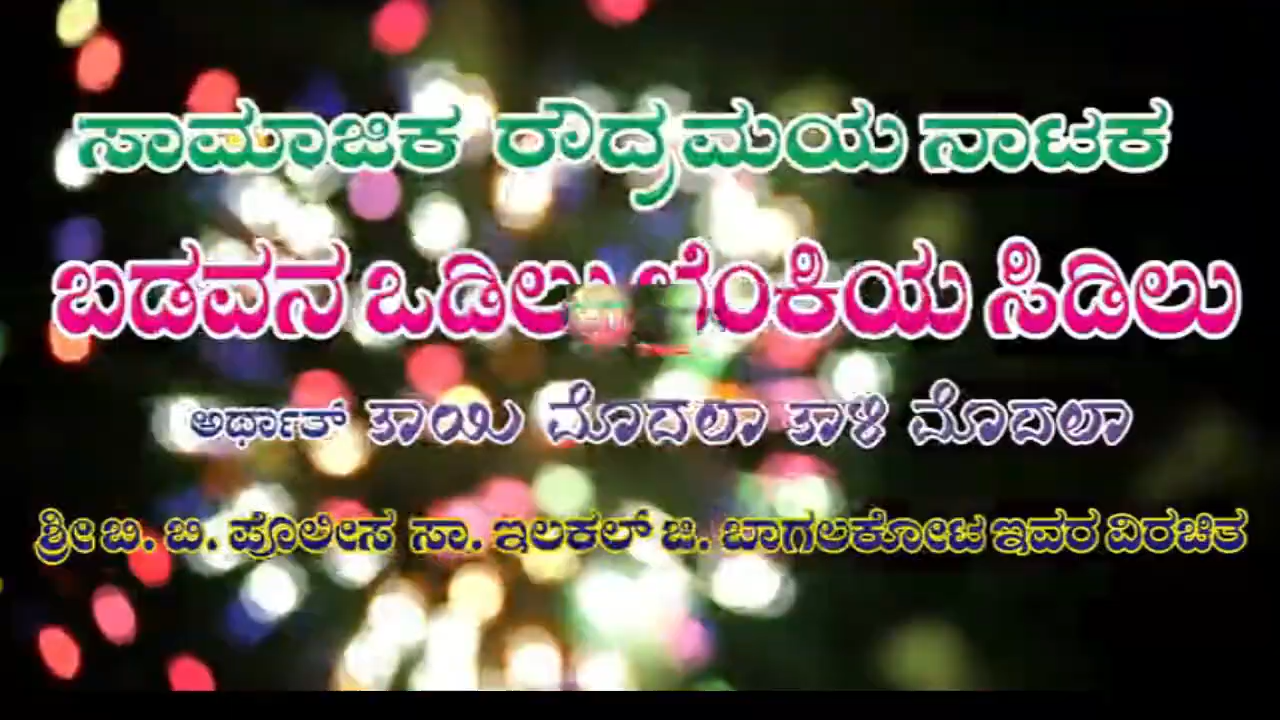 ಸಾಮಾಜಿಕ ರೌದ್ರಮಯ ನಾಟಕ
ಬಡವನ ಒಡಿಲು ಬೆಂಕಿಯ ಸಿಡಿಲು
ಅರ್ಥಾತ್ ತಾಯಿ ಮೊದಲಾ ತಾಳಿ ಮೊದಲಾ
ಶ್ರೀ ಬಿ. ಬಿ. ಪೊಲೀಸ ಸಾ. ಇಲಕಲ್ ಜಿ. ಬಾಗಲಕೋಟ ಇವರ ವಿರಚಿತ